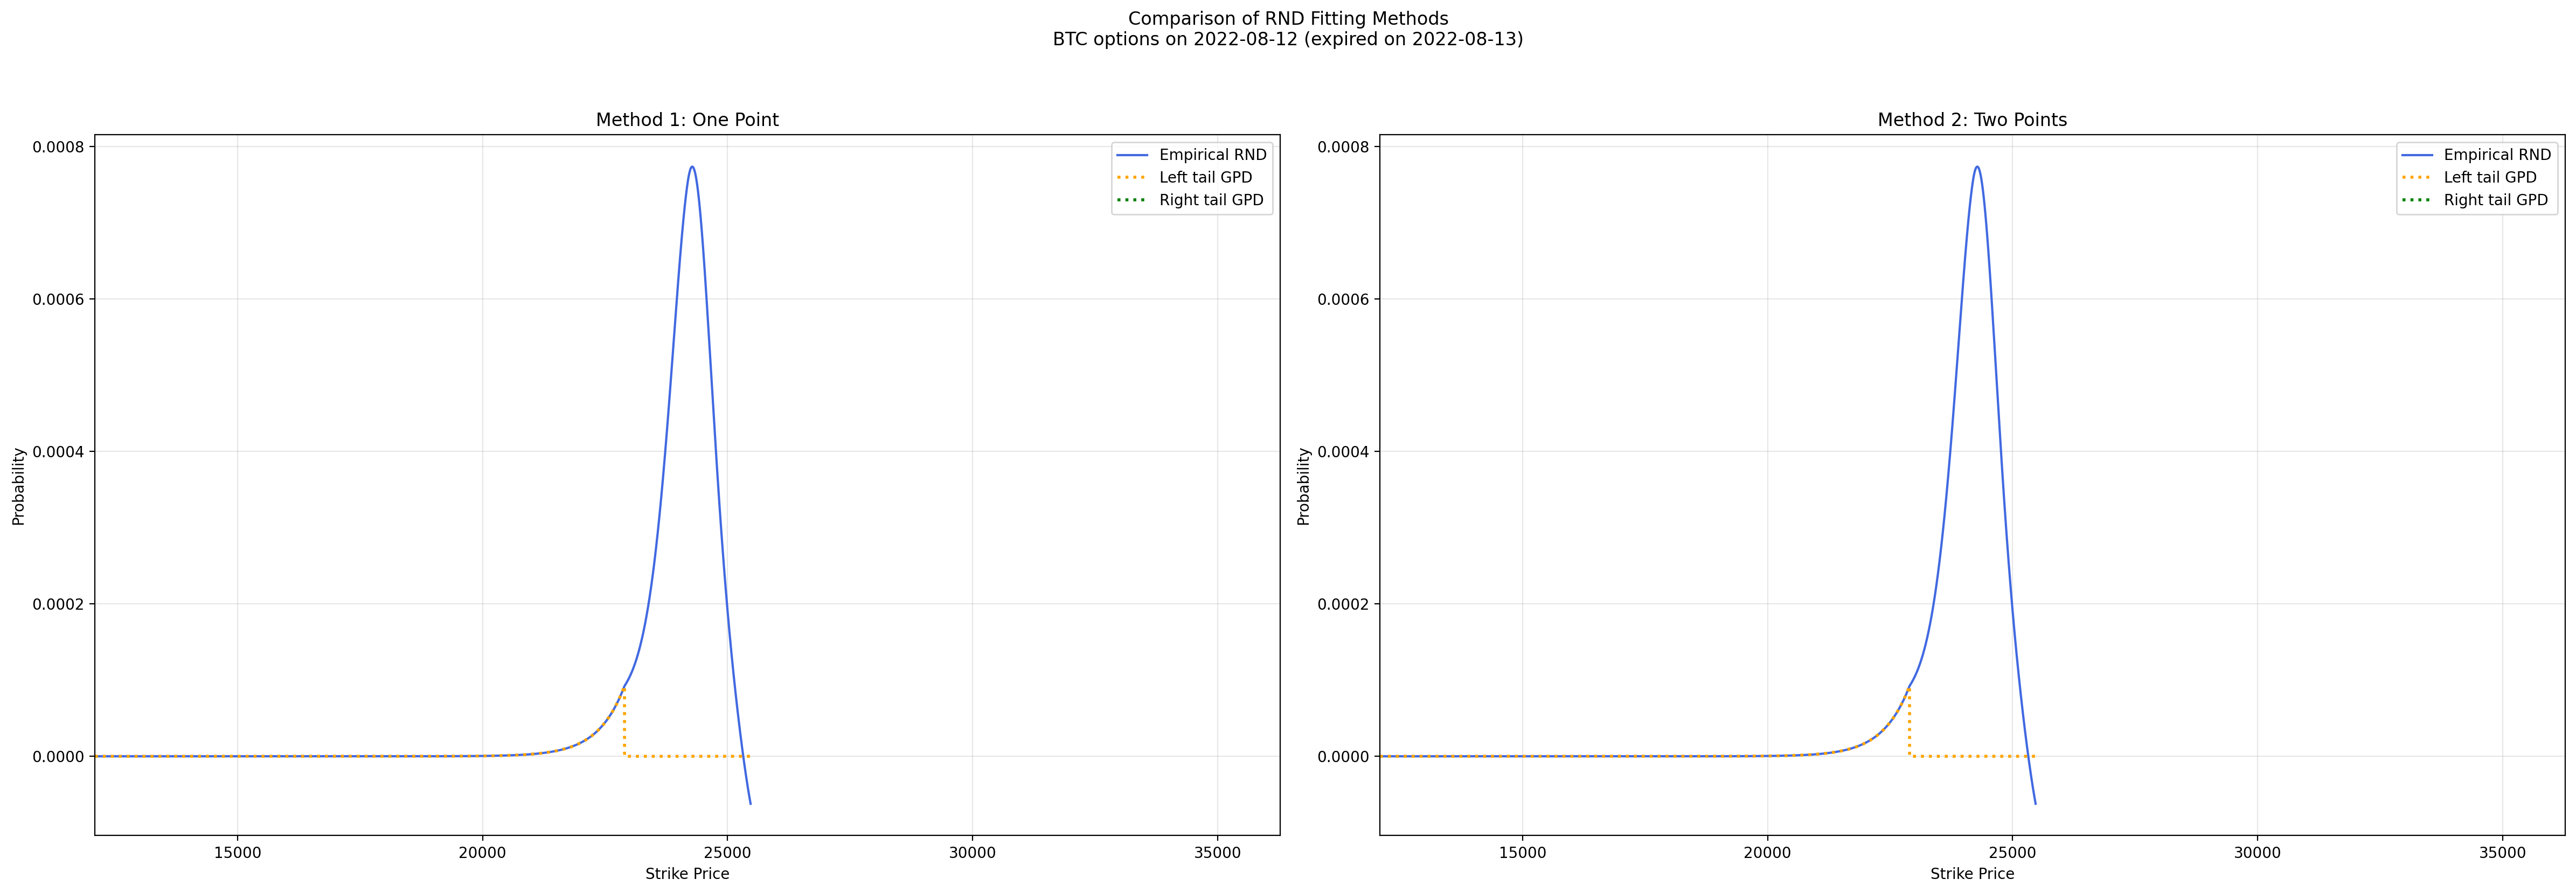 Comparison of RND Fitting Methods
BTC options on 2022-08-12 (expired on 2022-08-13)
Method 1: One Point
0.0008
0.0006
0.0004
0.0002
0.0000
Probability
Empirical RND
Left tail GPD
Right tail GPD
15000
20000
25000
30000
35000
Strike Price
Method 2: Two Points
0.0008
0.0006
0.0004
0.0002
0.0000
Probability
Empirical RND
Left tail GPD
Right tail GPD
15000
20000
25000
30000
35000
Strike Price